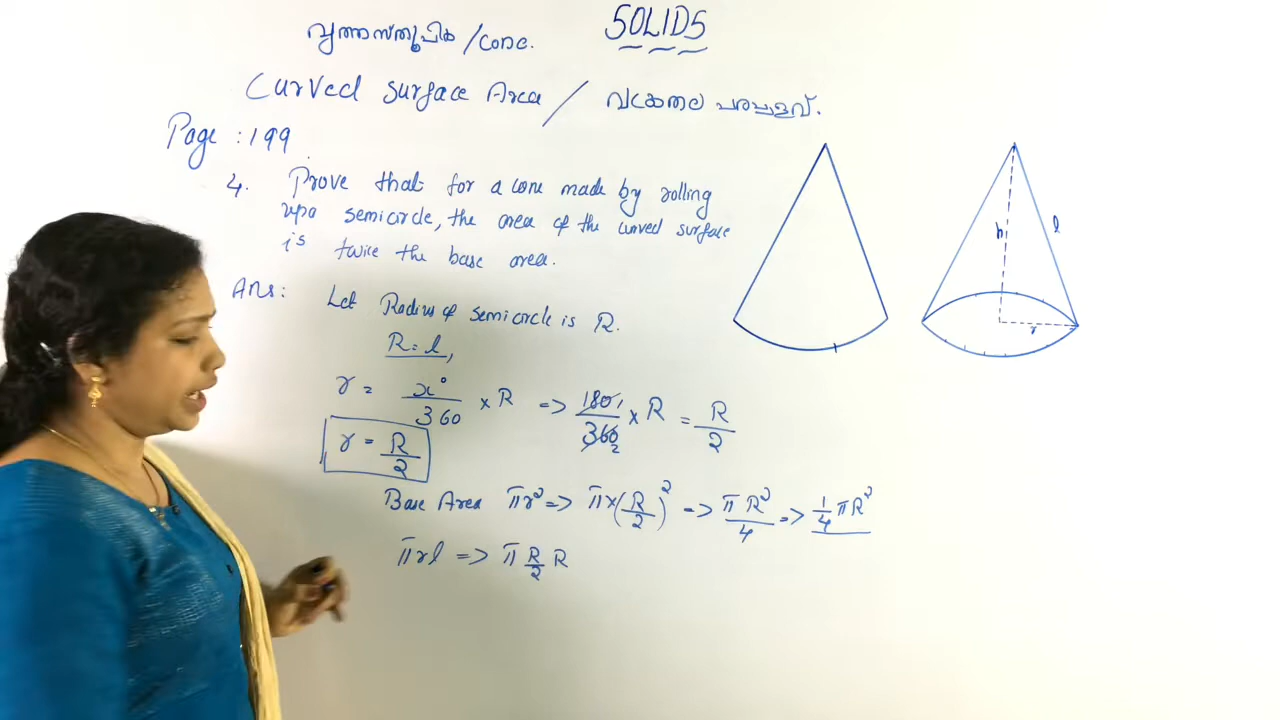 SOLIDS
വൃത്തസ്തൂപിക /cone.
Curved Surface Area / വക്രതല പരപ്പളവ്.
Page : 199
4. Prove that for a cone made by rolling
up a semicircle, the area of the curved surface
is twice the base area.
Ans: Let Radius of semicircle is R.
R = l,
r = x°/360 × R => 180/360 × R = R/2
1 2
r = R/2
Base Area πr² => π×(R/2)² => πR²/4 => 1/4 πR²
πrl => π R/2 R
h
l
r